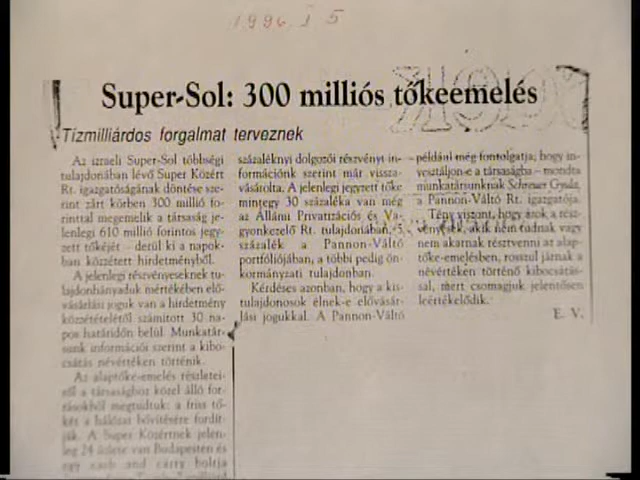 1996. I 5
Super-Sol: 300 milliós tőkeemelés
Tízmilliárdos forgalmat terveznek
Az izraeli Super-Sol többségi
tulajdonában lévő Super Közért
Rt. igazgatóságának döntése sze-
rint zárt körben 300 millió fo-
rinttal megemelik a társaság je-
lenlegi 610 millió forintos jegy-
zett tőkéjét – derül ki a napok-
ban közzétett hirdetményből.
A jelenlegi részvényeseknek tu-
lajdonhányaduk mértékében elő-
vásárlási joguk van a hirdetmény
közzétételétől számított 30 na-
pos határidőn belül. Munkatár-
sunk információi szerint a kibo-
csátás névértéken történik.
Az alaptőke-emelés részletei-
ről a társasághoz közel álló for-
rásokból megtudtuk: a friss tő-
két a hálózat bővítésére fordít-
ják. A Super Közértnek jelen-
leg 24 üzlete van Budapesten és
egy cash and carry boltja
százaléknyi dolgozói részvényt in-
formációnk szerint már vissza-
vásárolta. A jelenlegi jegyzett tőke
mintegy 30 százaléka van még
az Állami Privatizációs és Va-
gyonkezelő Rt. tulajdonában, 5
százalék a Pannon-Váltó
portfóliójában, a többi pedig ön-
kormányzati tulajdonban.
Kérdéses azonban, hogy a kis-
tulajdonosok élnek-e elővásár-
lási jogukkal. A Pannon-Váltó
például még fontolgatja, hogy in-
vesztáljon-e a társaságba – mondta
munkatársunknak Schreuer Gyula,
a Pannon-Váltó Rt. igazgatója.
Tény viszont, hogy azok a rész-
vényesek, akik nem tudnak vagy
nem akarnak résztvenni az alap-
tőke-emelésben, rosszul járnak a
névértéken történő kibocsátás-
sal, mert csomagjuk jelentősen
leértékelődik.
E. V.